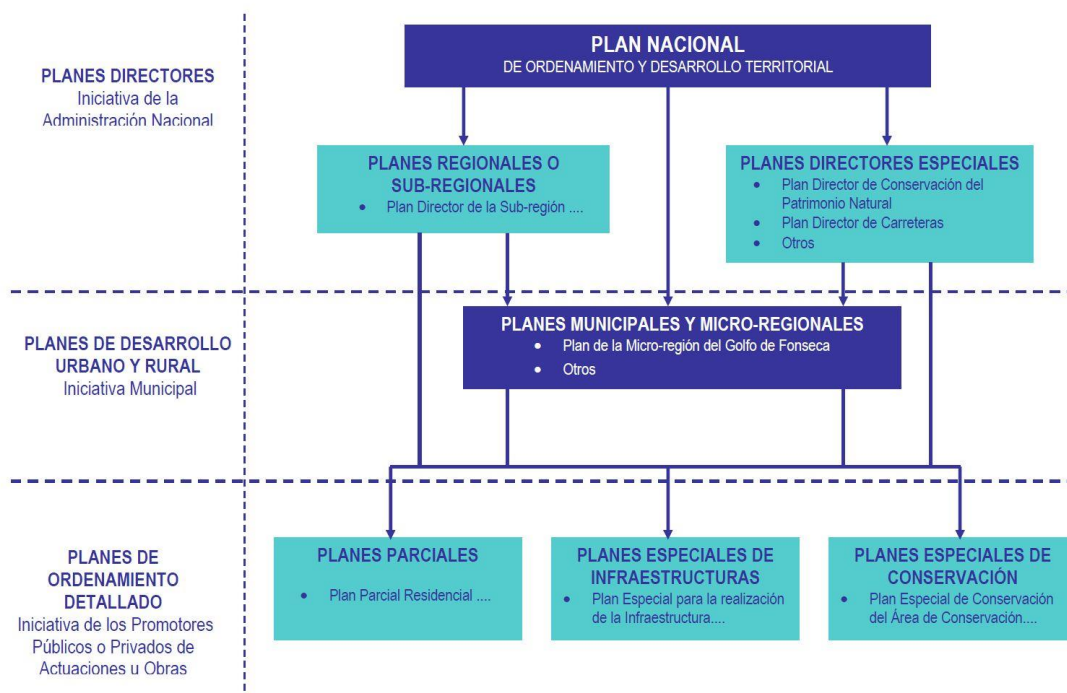 PLAN NACIONAL
DE ORDENAMIENTO Y DESARROLLO TERRITORIAL
PLANES DIRECTORES
Iniciativa de la
Administración Nacional
PLANES REGIONALES O
SUB-REGIONALES
• Plan Director de la Sub-región ....
PLANES DIRECTORES ESPECIALES
• Plan Director de Conservación del
Patrimonio Natural
• Plan Director de Carreteras
• Otros
PLANES DE DESARROLLO
URBANO Y RURAL
Iniciativa Municipal
PLANES MUNICIPALES Y MICRO-REGIONALES
• Plan de la Micro-región del Golfo de Fonseca
• Otros
PLANES DE
ORDENAMIENTO
DETALLADO
Iniciativa de los Promotores
Públicos o Privados de
Actuaciones u Obras
PLANES PARCIALES
• Plan Parcial Residencial ....
PLANES ESPECIALES DE
INFRAESTRUCTURAS
• Plan Especial para la realización
de la Infraestructura....
PLANES ESPECIALES DE
CONSERVACIÓN
• Plan Especial de Conservación
del Área de Conservación....